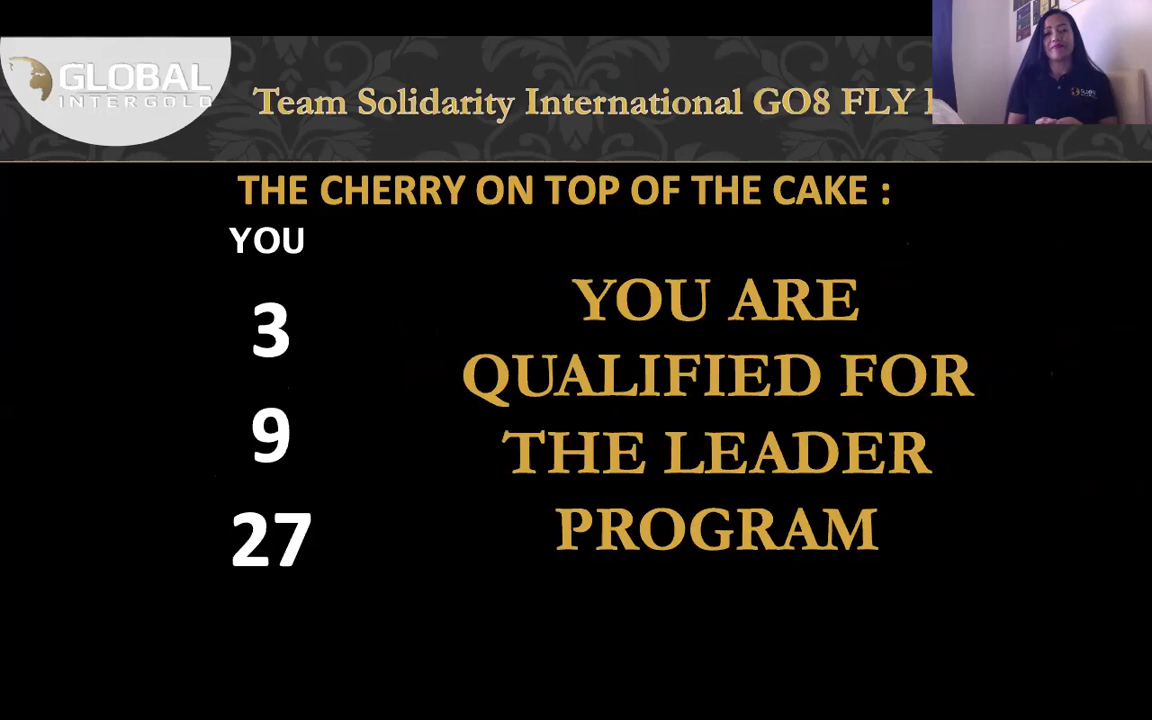 GLOBAL
INTERGOLD
Team Solidarity International GO8 FLY
THE CHERRY ON TOP OF THE CAKE :
YOU
3
9
27
YOU ARE
QUALIFIED FOR
THE LEADER
PROGRAM